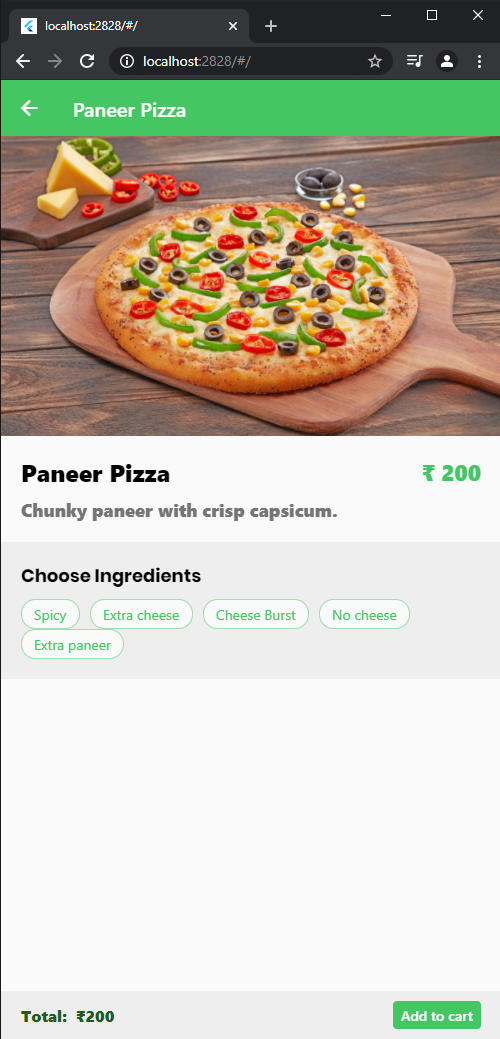 localhost:2828/#/
localhost:2828/#/
Paneer Pizza
Paneer Pizza
₹ 200
Chunky paneer with crisp capsicum.
Choose Ingredients
Spicy Extra cheese Cheese Burst No cheese
Extra paneer
Total: ₹200 Add to cart